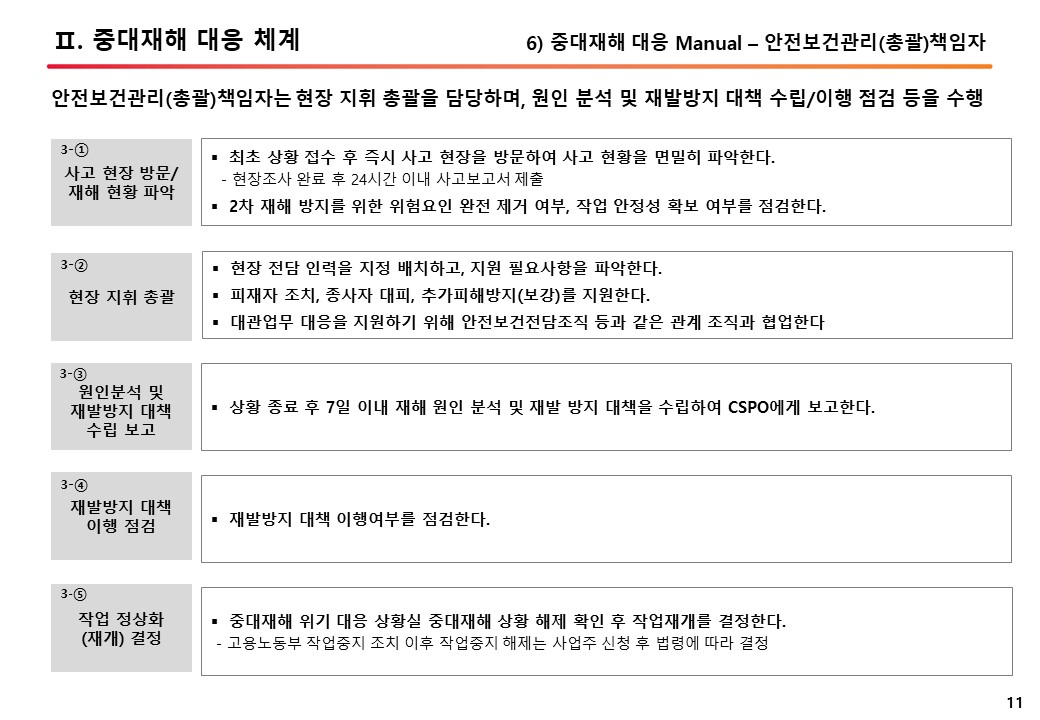 Ⅱ. 중대재해 대응 체계
6) 중대재해 대응 Manual – 안전보건관리(총괄)책임자
안전보건관리(총괄)책임자는 현장 지휘 총괄을 담당하며, 원인 분석 및 재발방지 대책 수립/이행 점검 등을 수행
3-①
사고 현장 방문/
재해 현황 파악
▪ 최초 상황 접수 후 즉시 사고 현장을 방문하여 사고 현황을 면밀히 파악한다.
- 현장조사 완료 후 24시간 이내 사고보고서 제출
▪ 2차 재해 방지를 위한 위험요인 완전 제거 여부, 작업 안정성 확보 여부를 점검한다.
3-②
현장 지휘 총괄
▪ 현장 전담 인력을 지정 배치하고, 지원 필요사항을 파악한다.
▪ 피재자 조치, 종사자 대피, 추가피해방지(보강)를 지원한다.
▪ 대관업무 대응을 지원하기 위해 안전보건전담조직 등과 같은 관계 조직과 협업한다
3-③
원인분석 및
재발방지 대책
수립 보고
▪ 상황 종료 후 7일 이내 재해 원인 분석 및 재발 방지 대책을 수립하여 CSPO에게 보고한다.
3-④
재발방지 대책
이행 점검
▪ 재발방지 대책 이행여부를 점검한다.
3-⑤
작업 정상화
(재개) 결정
▪ 중대재해 위기 대응 상황실 중대재해 상황 해제 확인 후 작업재개를 결정한다.
- 고용노동부 작업중지 조치 이후 작업중지 해제는 사업주 신청 후 법령에 따라 결정
11